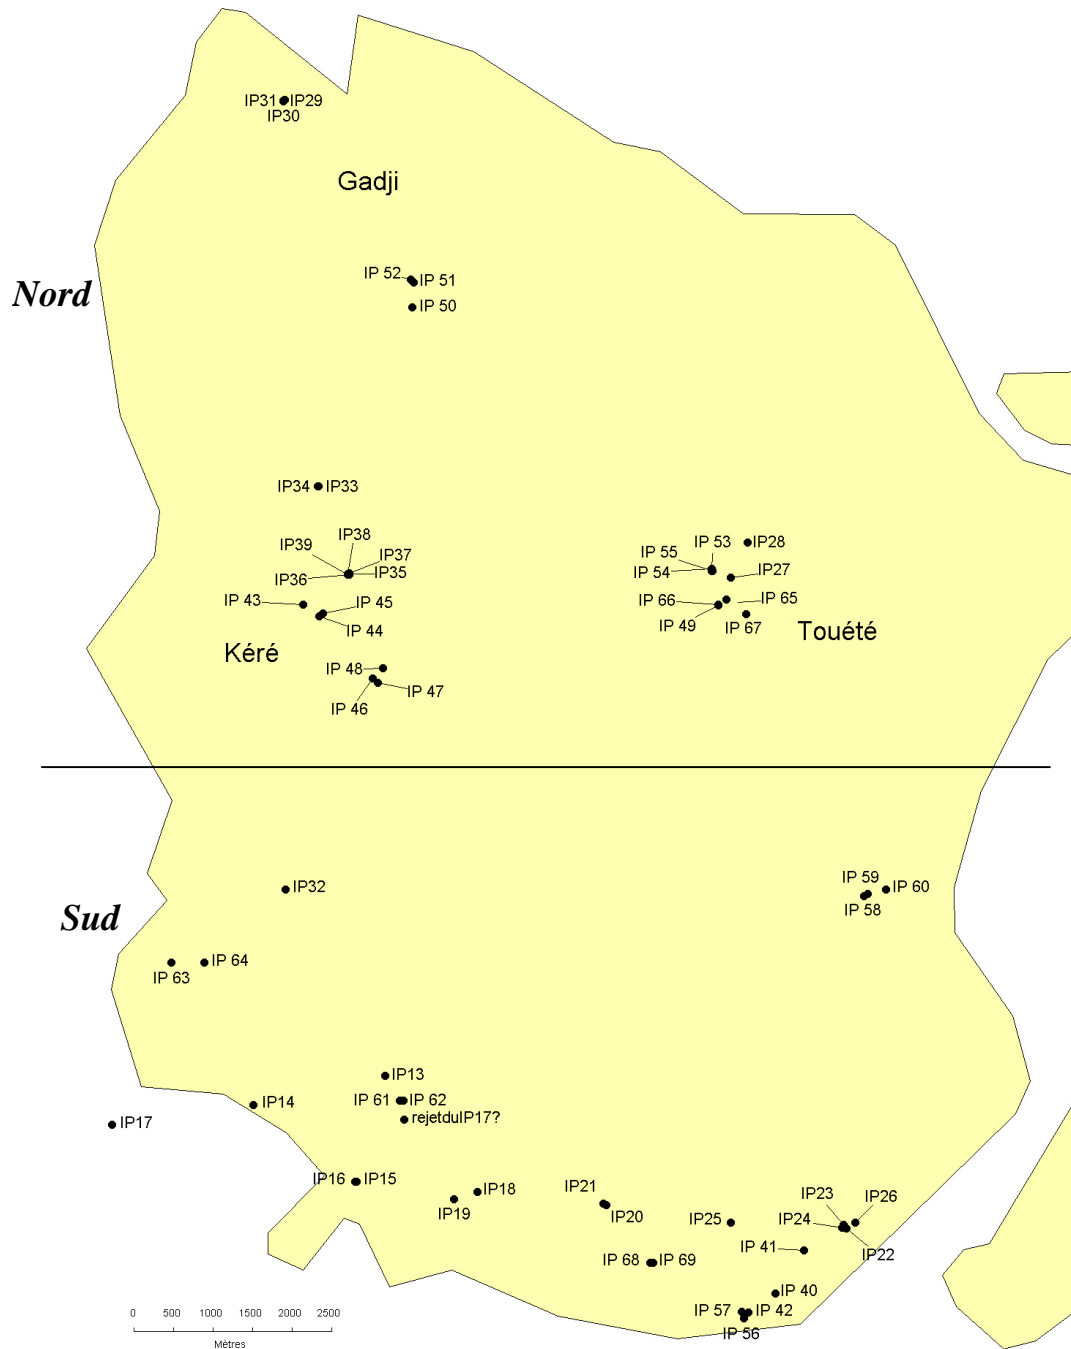 IP31 IP29
IP30
Gadji
IP 52 IP 51
Nord
IP 50
IP34 IP33
IP38
IP39
IP37
IP36 IP35
IP 53 IP28
IP 55
IP 54
IP27
IP 43 IP 45
IP 44
IP 66 IP 65
IP 49 IP 67
Touété
Kéré
IP 48
IP 47
IP 46
IP32
IP 59 IP 60
IP 58
Sud
IP 64
IP 63
IP13
IP14
IP 61 IP 62
rejetduIP17?
IP17
IP16 IP15
IP18
IP19
IP21
IP20
IP23 IP26
IP25 IP24
IP22
IP 41
IP 68 IP 69
IP 40
IP 57 IP 42
IP 56
0 500 1000 1500 2000 2500
Mètres